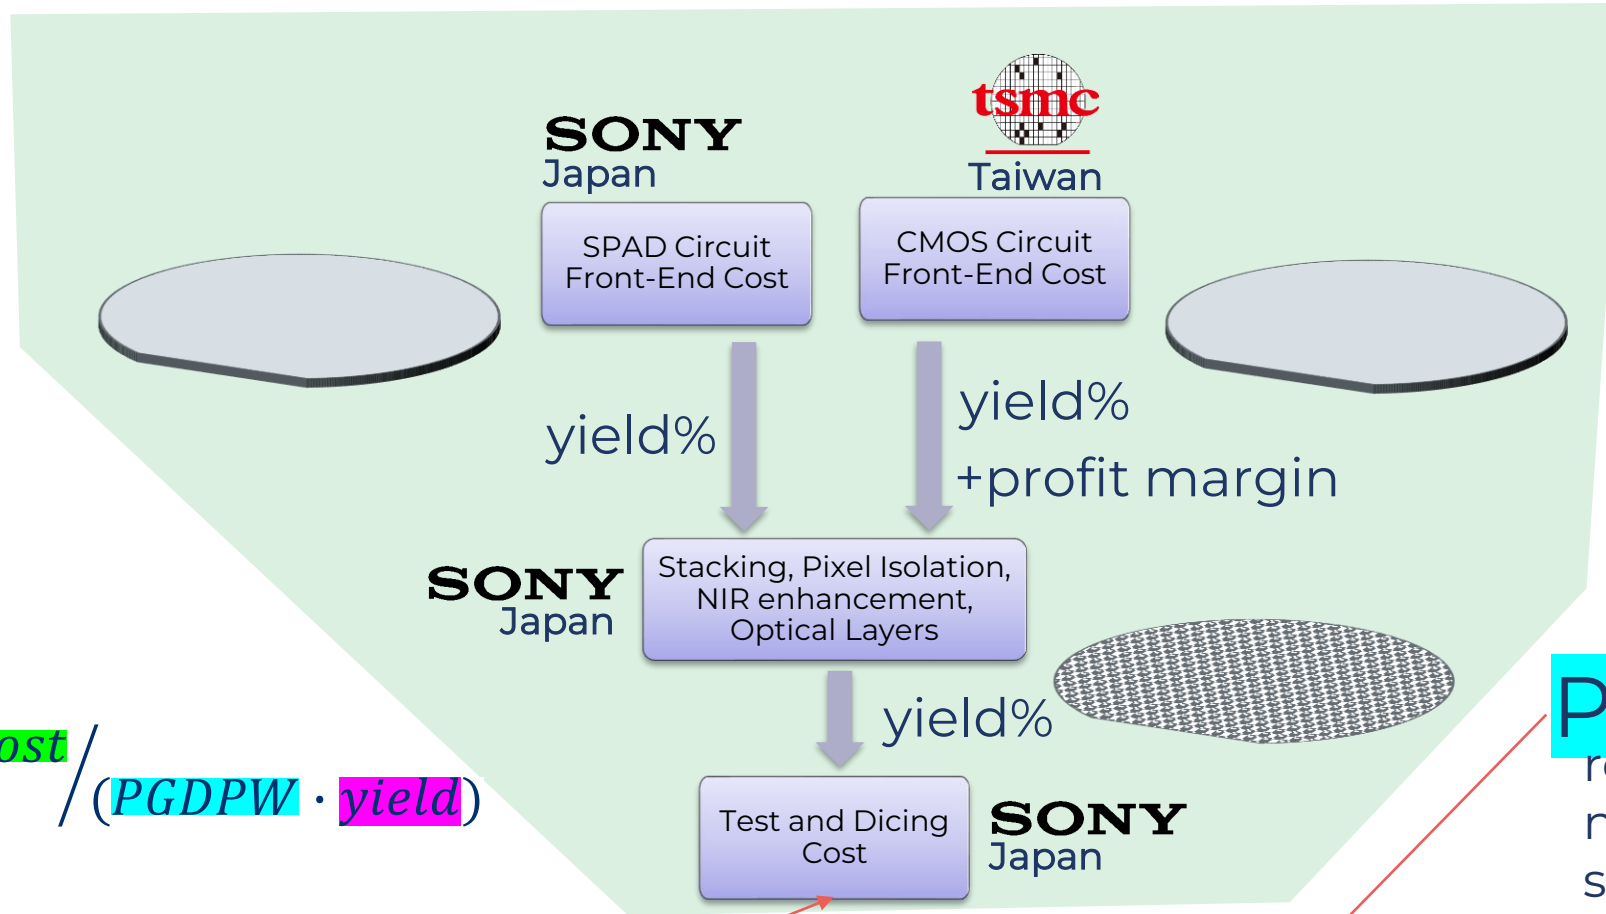 tsmc
SONY
Japan
Taiwan
SPAD Circuit
Front-End Cost
CMOS Circuit
Front-End Cost
yield%
yield%
+profit margin
SONY
Japan
Stacking, Pixel Isolation,
NIR enhancement,
Optical Layers
yield%
ost/(PGDPW · yield)
Test and Dicing
Cost
SONY
Japan
P